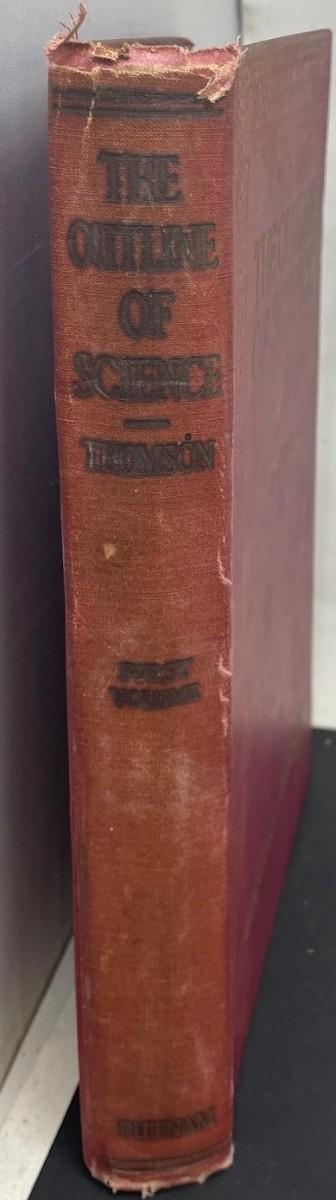 THE
OUTLINE
OF
SCIENCE
THOMSON
FIRST
VOLUME
PUTNAM